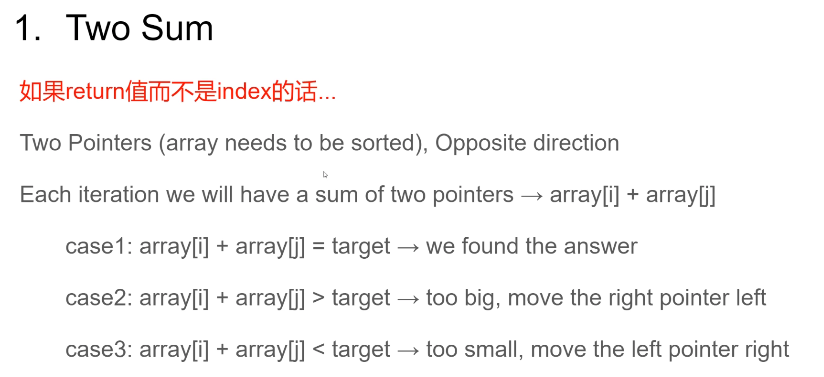 1. Two Sum
如果return值而不是index的话...
Two Pointers (array needs to be sorted), Opposite direction
Each iteration we will have a sum of two pointers → array[i] + array[j]
case1: array[i] + array[j] = target → we found the answer
case2: array[i] + array[j] > target → too big, move the right pointer left
case3: array[i] + array[j] < target → too small, move the left pointer right